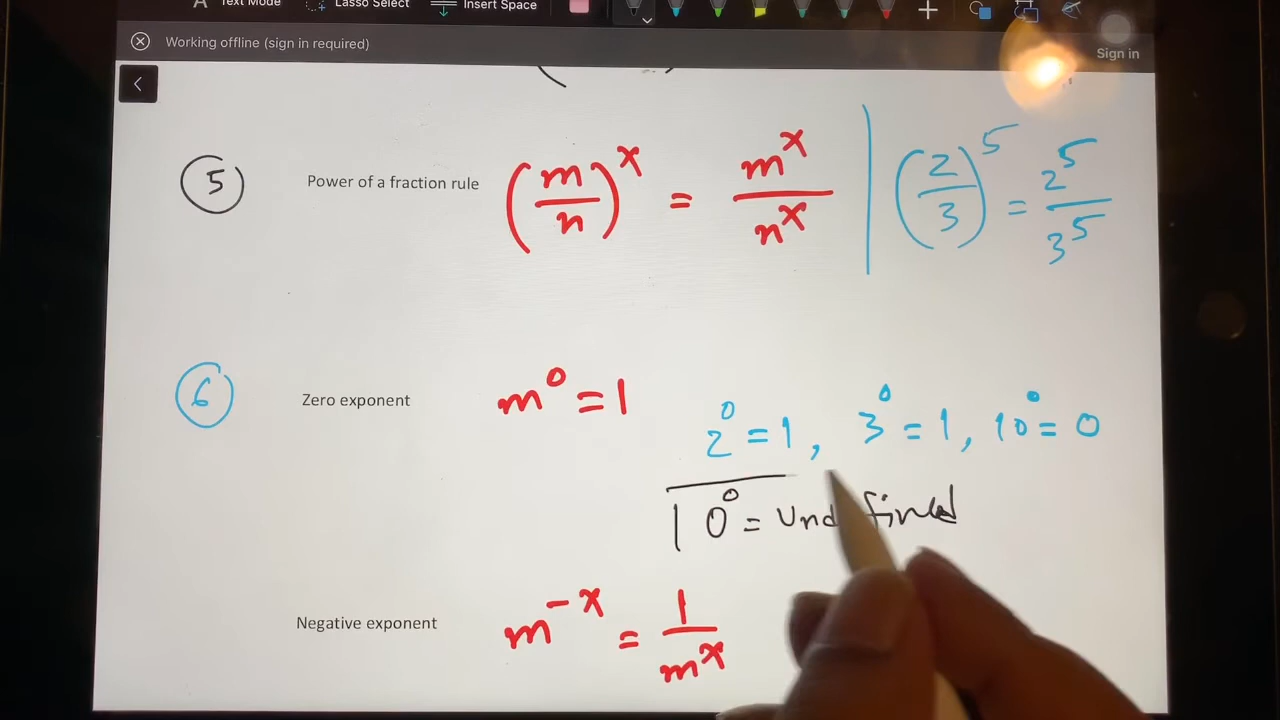 Text Mode
Lasso Select
Insert Space
Working offline (sign in required)
Sign in
5 Power of a fraction rule (m/n)^x = m^x/n^x | (2/3)^5 = 2^5/3^5
6 Zero exponent m^0 = 1
2^0 = 1, 3^0 = 1, 10^0 = 0
0^0 = Undefined
Negative exponent m^-x = 1/m^x